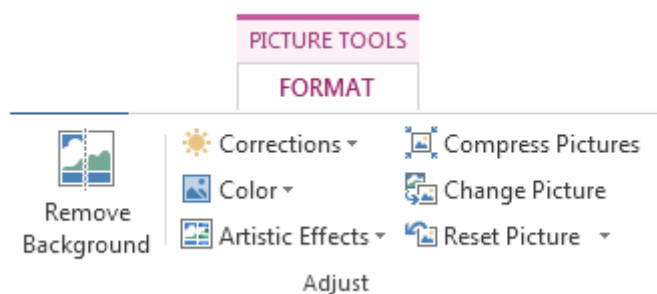 PICTURE TOOLS
FORMAT
Remove
Background
Corrections
Color
Artistic Effects
Compress Pictures
Change Picture
Reset Picture
Adjust